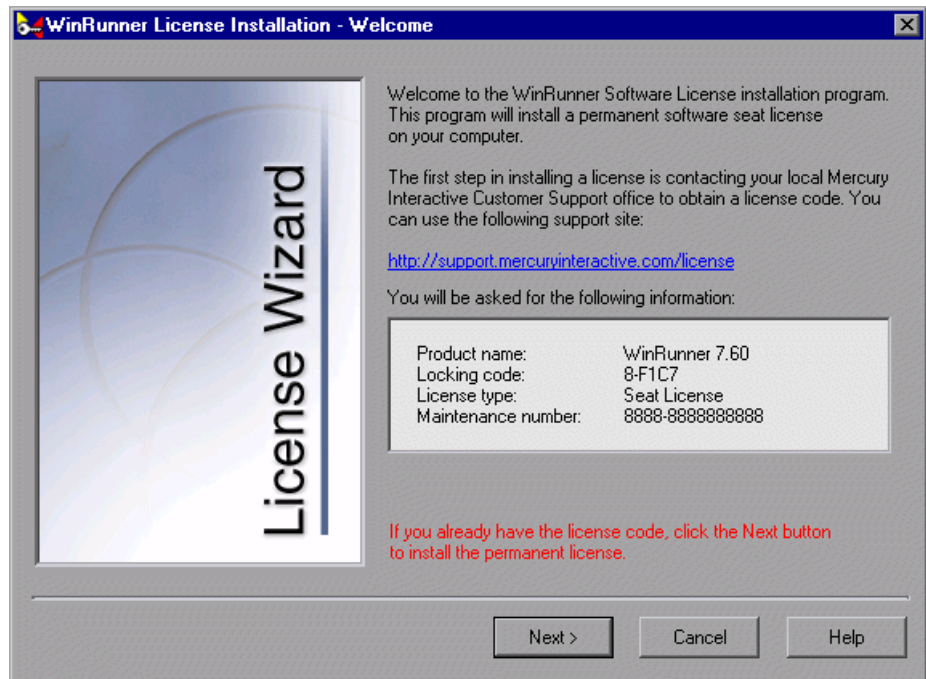 WinRunner License Installation - Welcome
License Wizard
Welcome to the WinRunner Software License installation program.
This program will install a permanent software seat license
on your computer.
The first step in installing a license is contacting your local Mercury
Interactive Customer Support office to obtain a license code. You
can use the following support site:
http://support.mercuryinteractive.com/license
You will be asked for the following information:
Product name: WinRunner 7.60
Locking code: 8-F1C7
License type: Seat License
Maintenance number: 8888-8888888888
If you already have the license code, click the Next button
to install the permanent license.
Next >
Cancel
Help